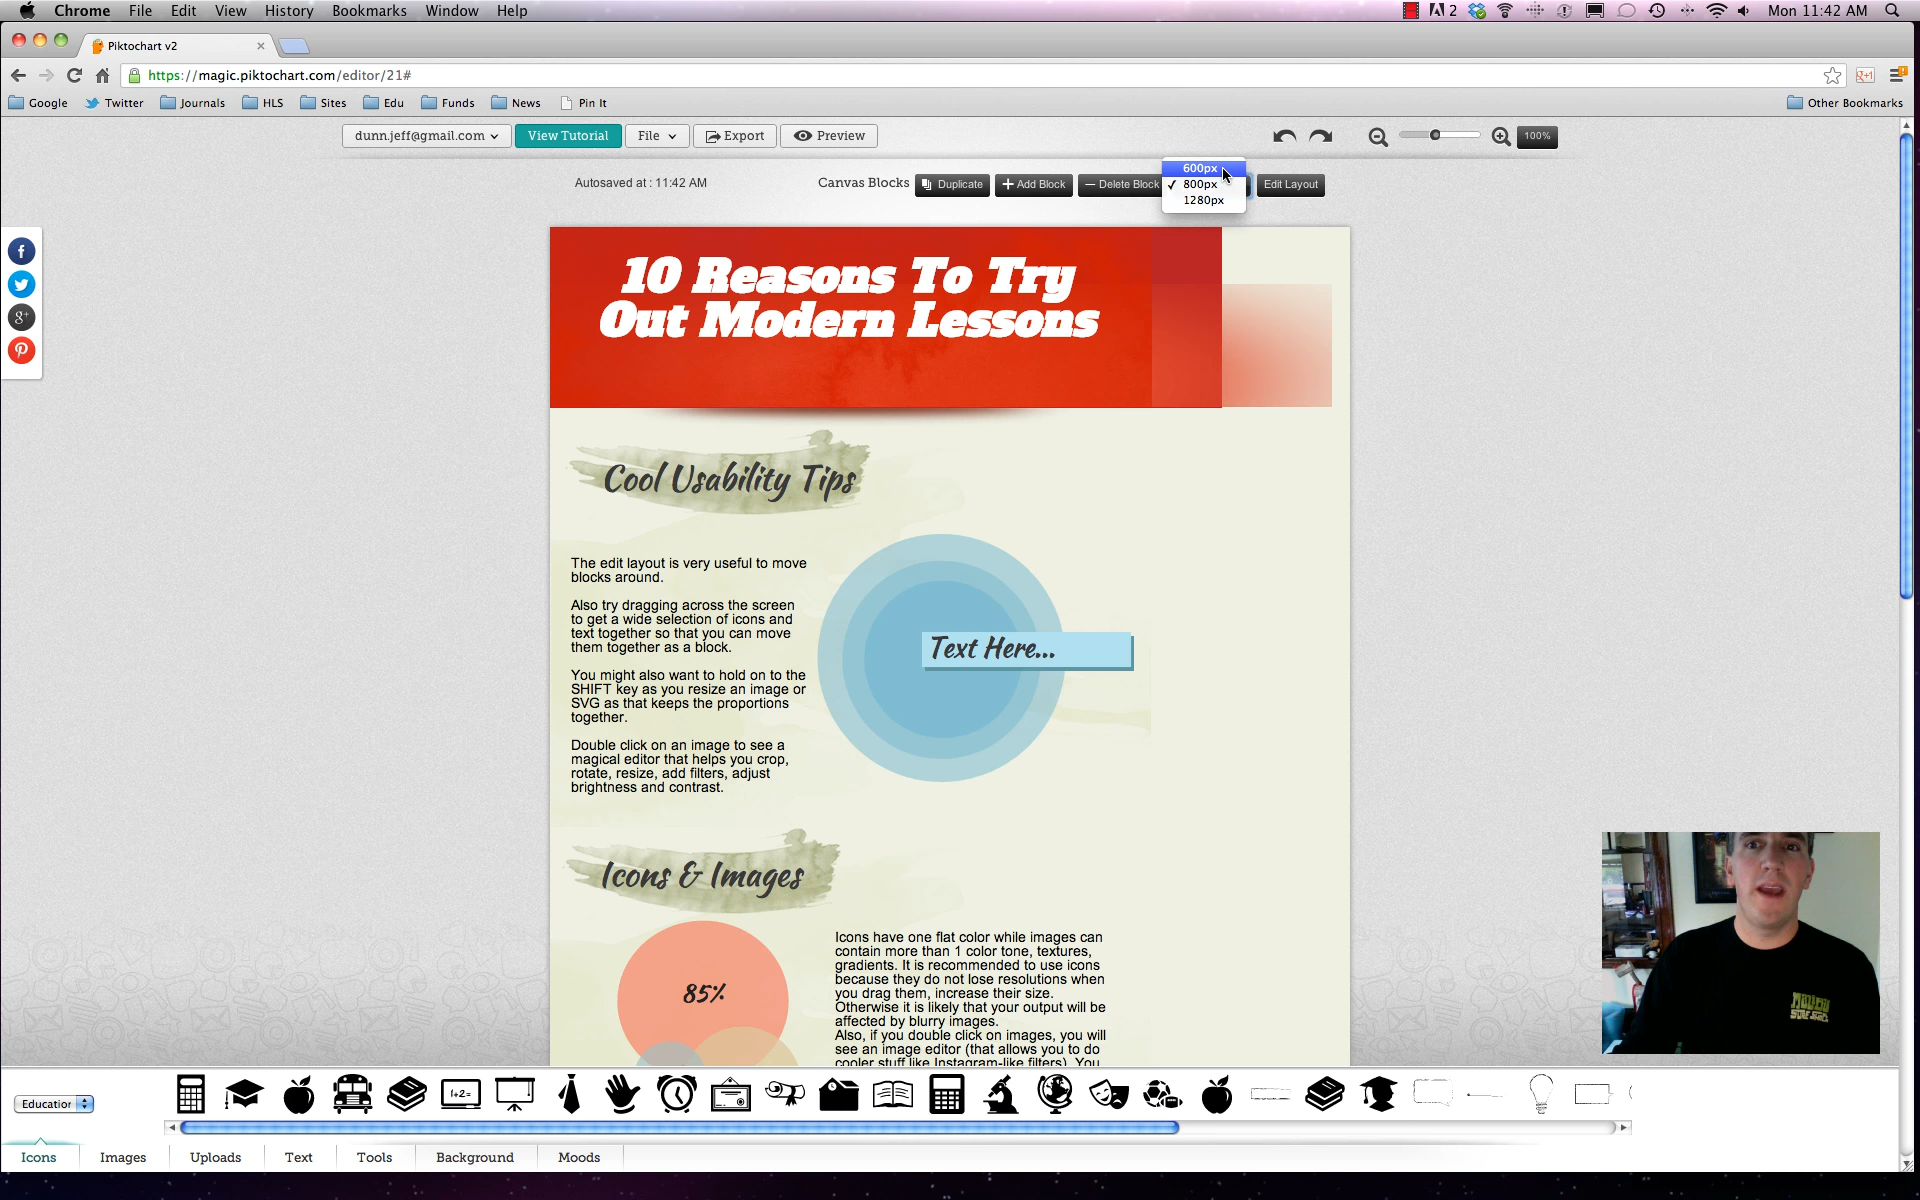 Chrome File Edit View History Bookmarks Window Help 2 Mon 11:42 AM
Piktochart v2
https://magic.piktochart.com/editor/21#
Google Twitter Journals HLS Sites Edu Funds News Pin It Other Bookmarks
dunn.jeff@gmail.com View Tutorial File Export Preview 100%
Autosaved at : 11:42 AM Canvas Blocks Duplicate Add Block Delete Block Edit Layout
600px
✓ 800px
1280px
10 Reasons To Try
Out Modern Lessons
Cool Usability Tips
The edit layout is very useful to move
blocks around.
Also try dragging across the screen
to get a wide selection of icons and
text together so that you can move
them together as a block.
You might also want to hold on to the
SHIFT key as you resize an image or
SVG as that keeps the proportions
together.
Double click on an image to see a
magical editor that helps you crop,
rotate, resize, add filters, adjust
brightness and contrast.
Text Here...
Icons & Images
85%
Icons have one flat color while images can
contain more than 1 color tone, textures,
gradients. It is recommended to use icons
because they do not lose resolutions when
you drag them, increase their size.
Otherwise it is likely that your output will be
affected by blurry images.
Also, if you double click on images, you will
see an image editor (that allows you to do
cooler stuff like Instagram-like filters). You
Education
1+2=
Icons Images Uploads Text Tools Background Moods